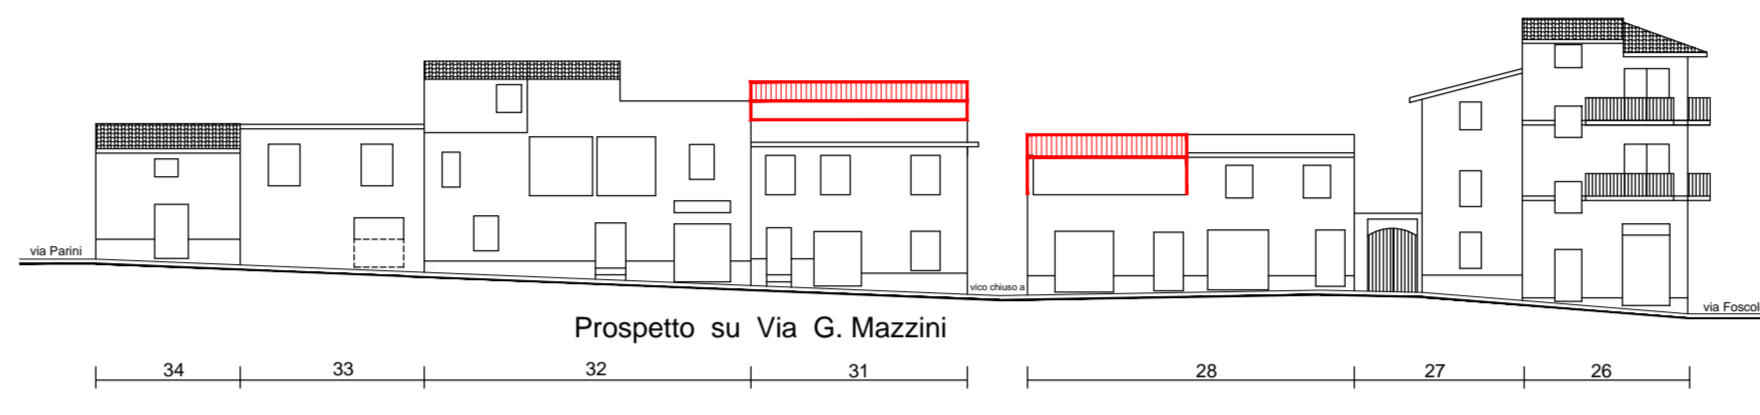 via Parini
vico chiuso a
via Foscol
Prospetto su Via G. Mazzini
34 33 32 31 28 27 26